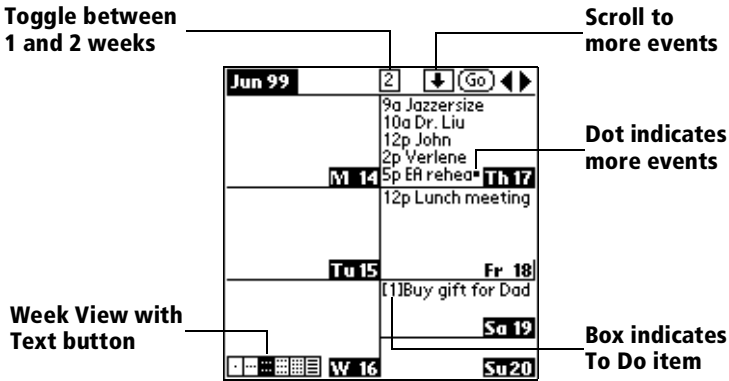 Toggle between
1 and 2 weeks
Scroll to
more events
Jun 99
2
Go
9a Jazzersize
10a Dr. Liu
12p John
2p Verlene
5p EA rehea
M 14
Th 17
Dot indicates
more events
12p Lunch meeting
Tu 15
Fr 18
[1]Buy gift for Dad
Sa 19
Week View with
Text button
W 16
Su 20
Box indicates
To Do item